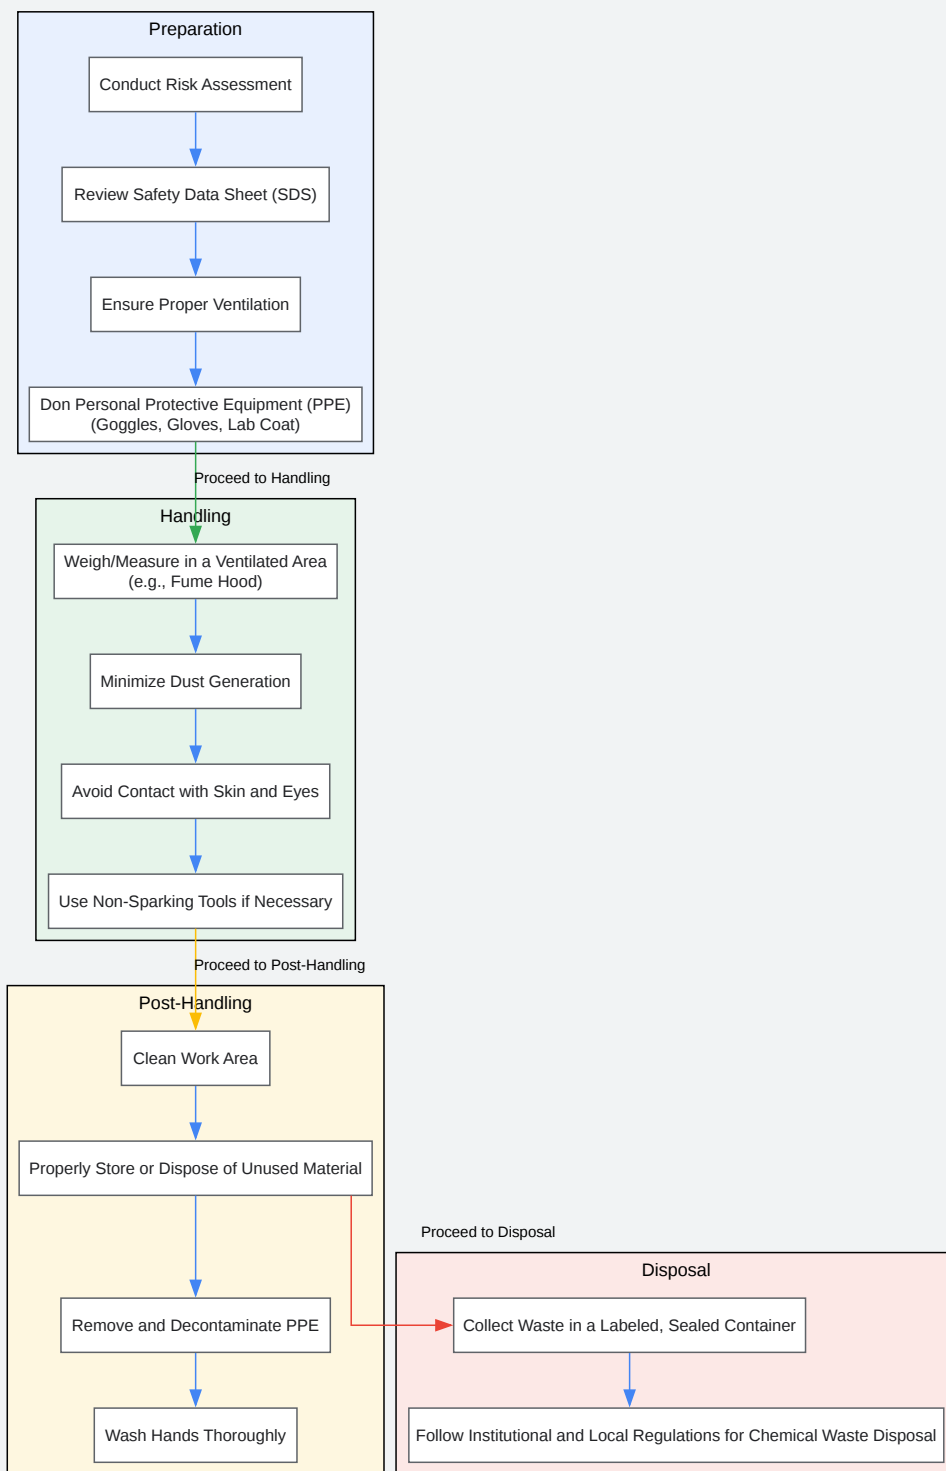 Preparation
Conduct Risk Assessment
Review Safety Data Sheet (SDS)
Ensure Proper Ventilation
Don Personal Protective Equipment (PPE)
(Goggles, Gloves, Lab Coat)
Proceed to Handling
Handling
Weigh/Measure in a Ventilated Area
(e.g., Fume Hood)
Minimize Dust Generation
Avoid Contact with Skin and Eyes
Use Non-Sparking Tools if Necessary
Proceed to Post-Handling
Post-Handling
Clean Work Area
Properly Store or Dispose of Unused Material
Remove and Decontaminate PPE
Wash Hands Thoroughly
Proceed to Disposal
Disposal
Collect Waste in a Labeled, Sealed Container
Follow Institutional and Local Regulations for Chemical Waste Disposal